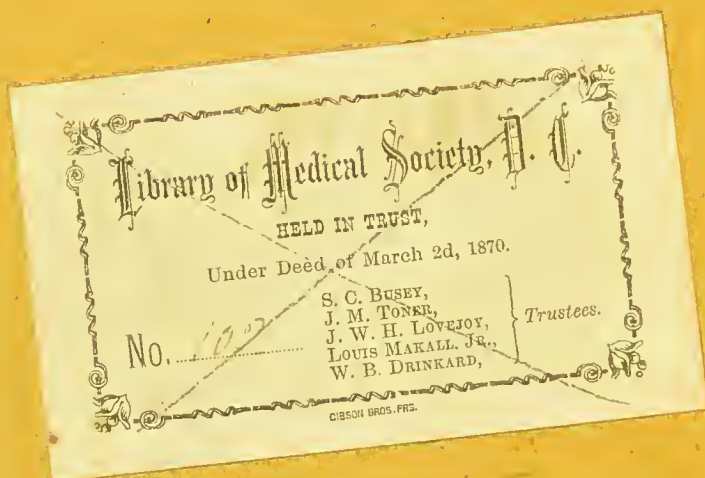 Library of Medical Society, D. C.
HELD IN TRUST,
Under Deed of March 2d, 1870.
No.
S. C. BUSEY,
J. M. TONER,
J. W. H. LOVEJOY,
LOUIS MAKALL, JR.,
W. B. DRINKARD,
Trustees.
GIBSON BROS. PRS.